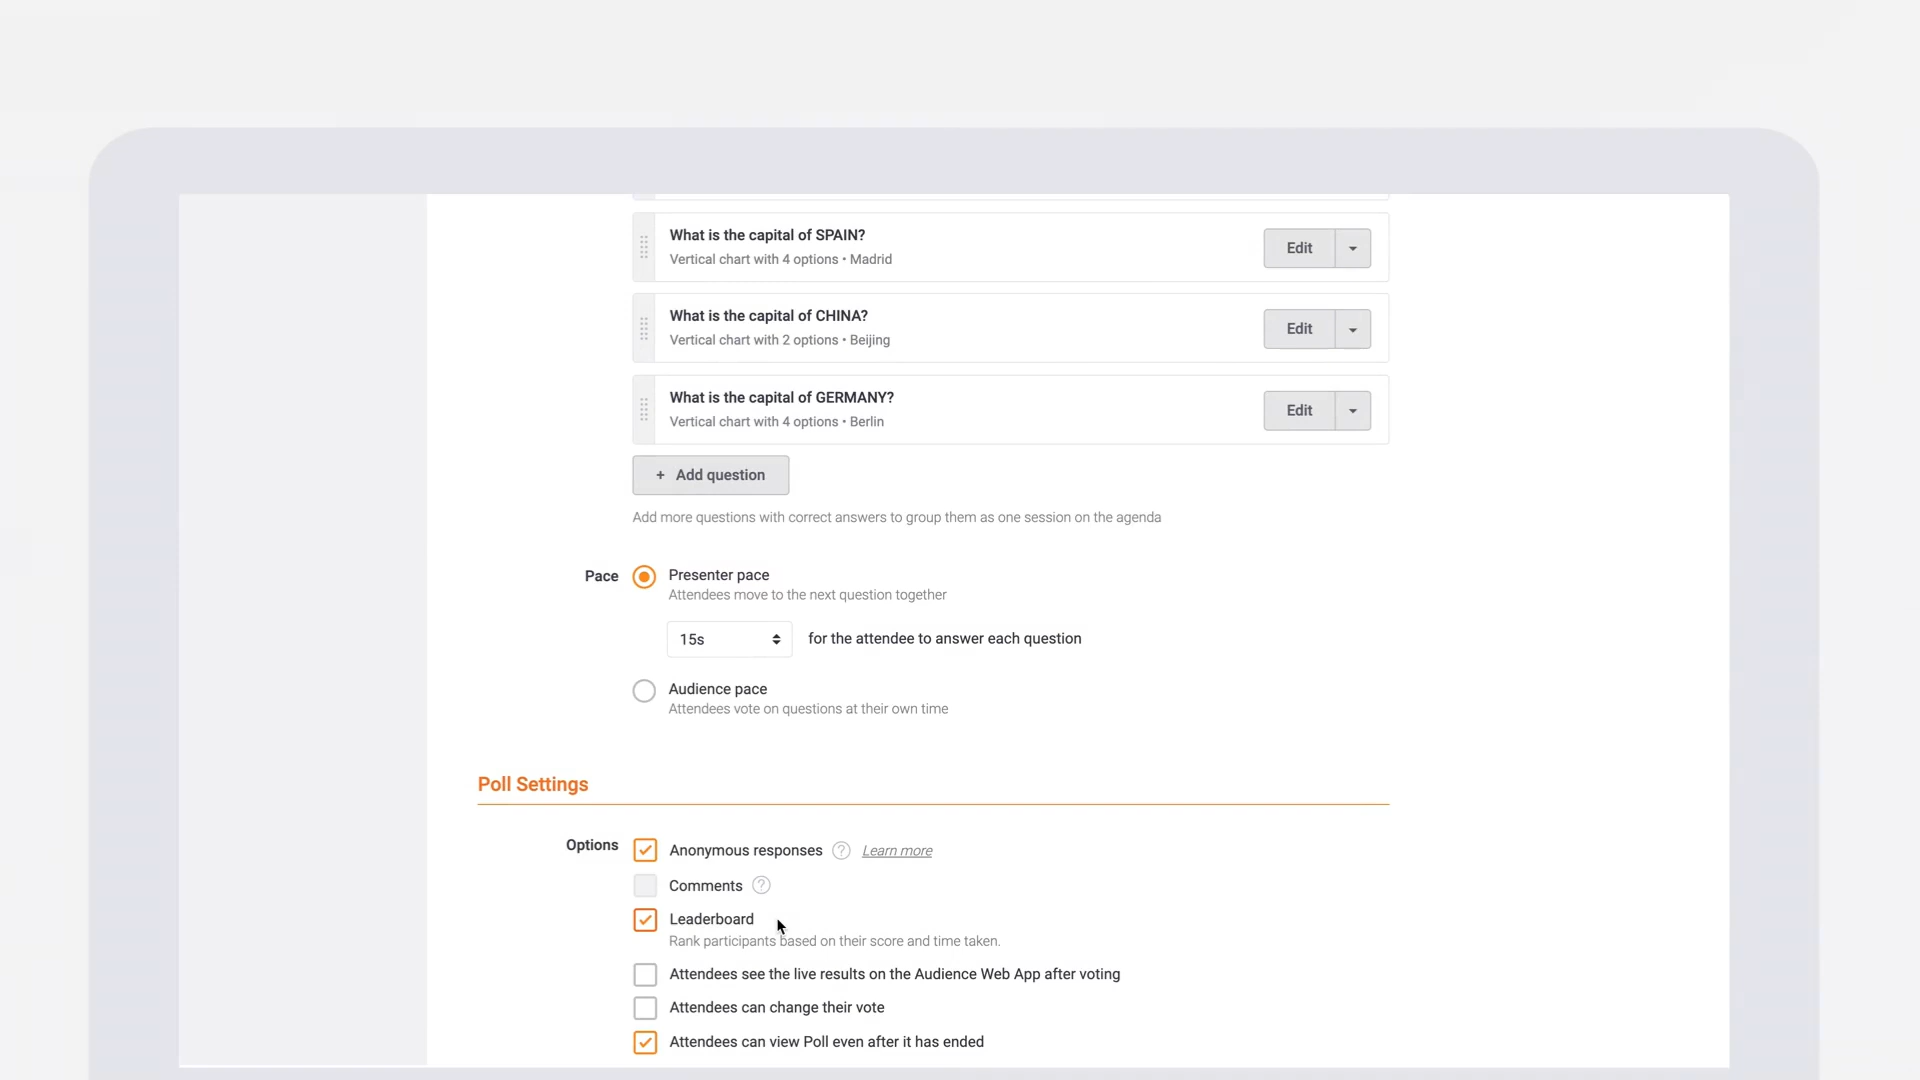 What is the capital of SPAIN?
Vertical chart with 4 options • Madrid
Edit
What is the capital of CHINA?
Vertical chart with 2 options • Beijing
Edit
What is the capital of GERMANY?
Vertical chart with 4 options • Berlin
Edit
+ Add question
Add more questions with correct answers to group them as one session on the agenda
Pace
Presenter pace
Attendees move to the next question together
15s
for the attendee to answer each question
Audience pace
Attendees vote on questions at their own time
Poll Settings
Options
Anonymous responses ? Learn more
Comments ?
Leaderboard
Rank participants based on their score and time taken.
Attendees see the live results on the Audience Web App after voting
Attendees can change their vote
Attendees can view Poll even after it has ended